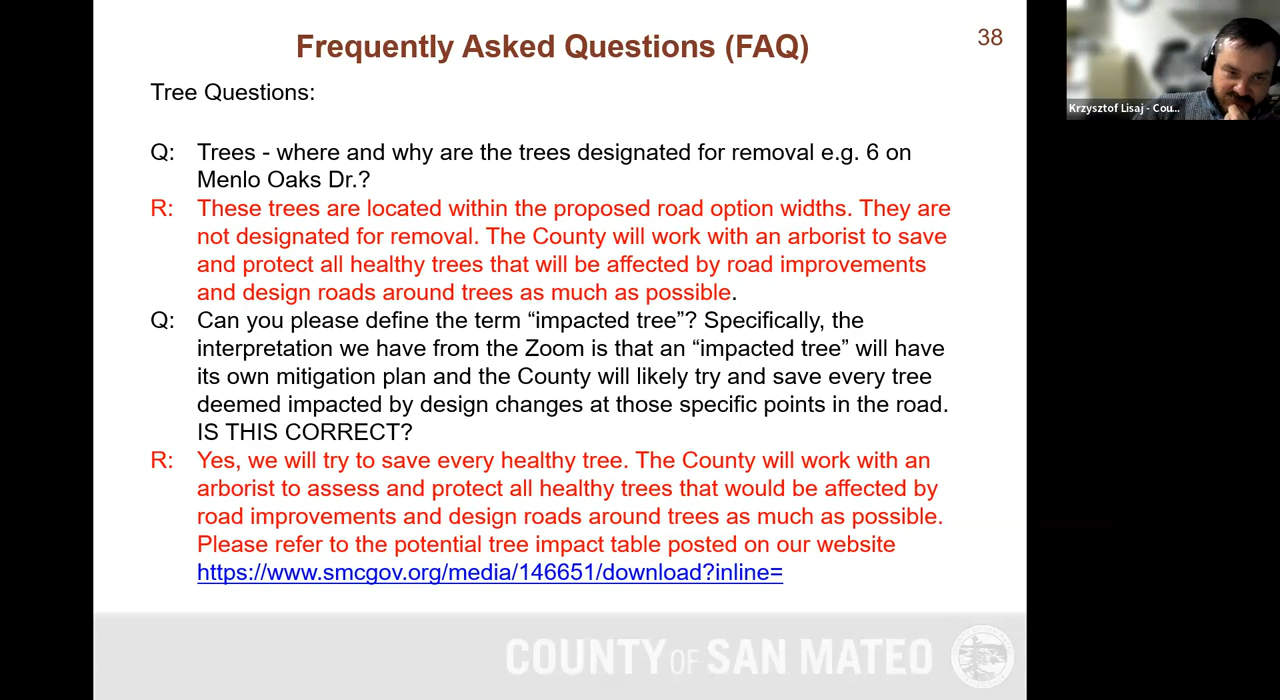 Frequently Asked Questions (FAQ)
38
Tree Questions:
Q: Trees - where and why are the trees designated for removal e.g. 6 on
Menlo Oaks Dr.?
R: These trees are located within the proposed road option widths. They are
not designated for removal. The County will work with an arborist to save
and protect all healthy trees that will be affected by road improvements
and design roads around trees as much as possible.
Q: Can you please define the term “impacted tree”? Specifically, the
interpretation we have from the Zoom is that an “impacted tree” will have
its own mitigation plan and the County will likely try and save every tree
deemed impacted by design changes at those specific points in the road.
IS THIS CORRECT?
R: Yes, we will try to save every healthy tree. The County will work with an
arborist to assess and protect all healthy trees that would be affected by
road improvements and design roads around trees as much as possible.
Please refer to the potential tree impact table posted on our website
https://www.smcgov.org/media/146651/download?inline=
COUNTY OF SAN MATEO
Krzysztof Lisaj - Cou...